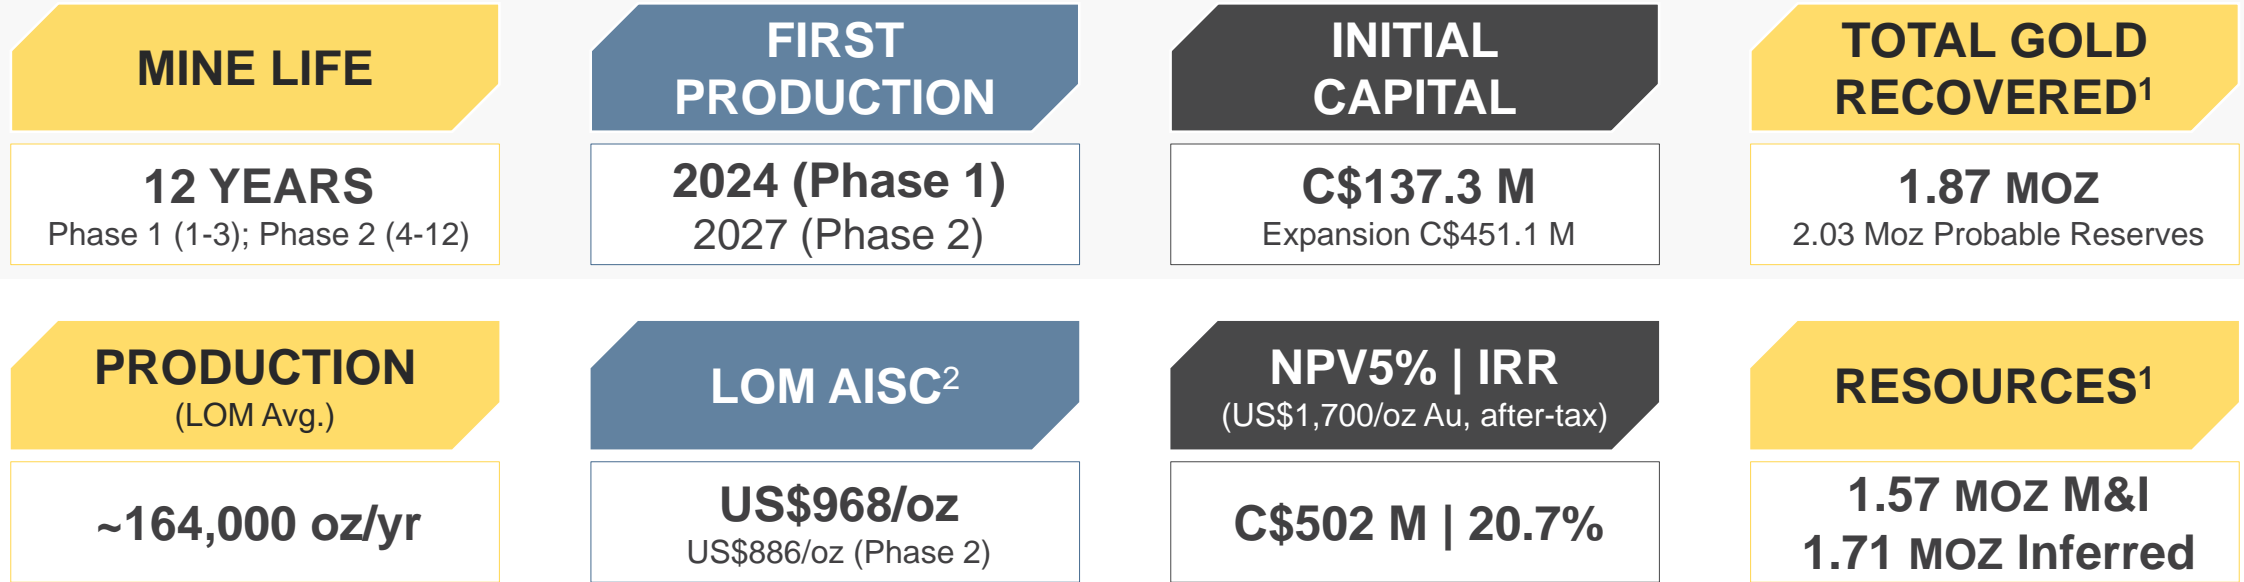 MINE LIFE
12 YEARS
Phase 1 (1-3); Phase 2 (4-12)
FIRST
PRODUCTION
2024 (Phase 1)
2027 (Phase 2)
INITIAL
CAPITAL
C$137.3 M
Expansion C$451.1 M
TOTAL GOLD
RECOVERED¹
1.87 MOZ
2.03 Moz Probable Reserves
PRODUCTION
(LOM Avg.)
~164,000 oz/yr
LOM AISC²
US$968/oz
US$886/oz (Phase 2)
NPV5% | IRR
(US$1,700/oz Au, after-tax)
C$502 M | 20.7%
RESOURCES¹
1.57 MOZ M&I
1.71 MOZ Inferred